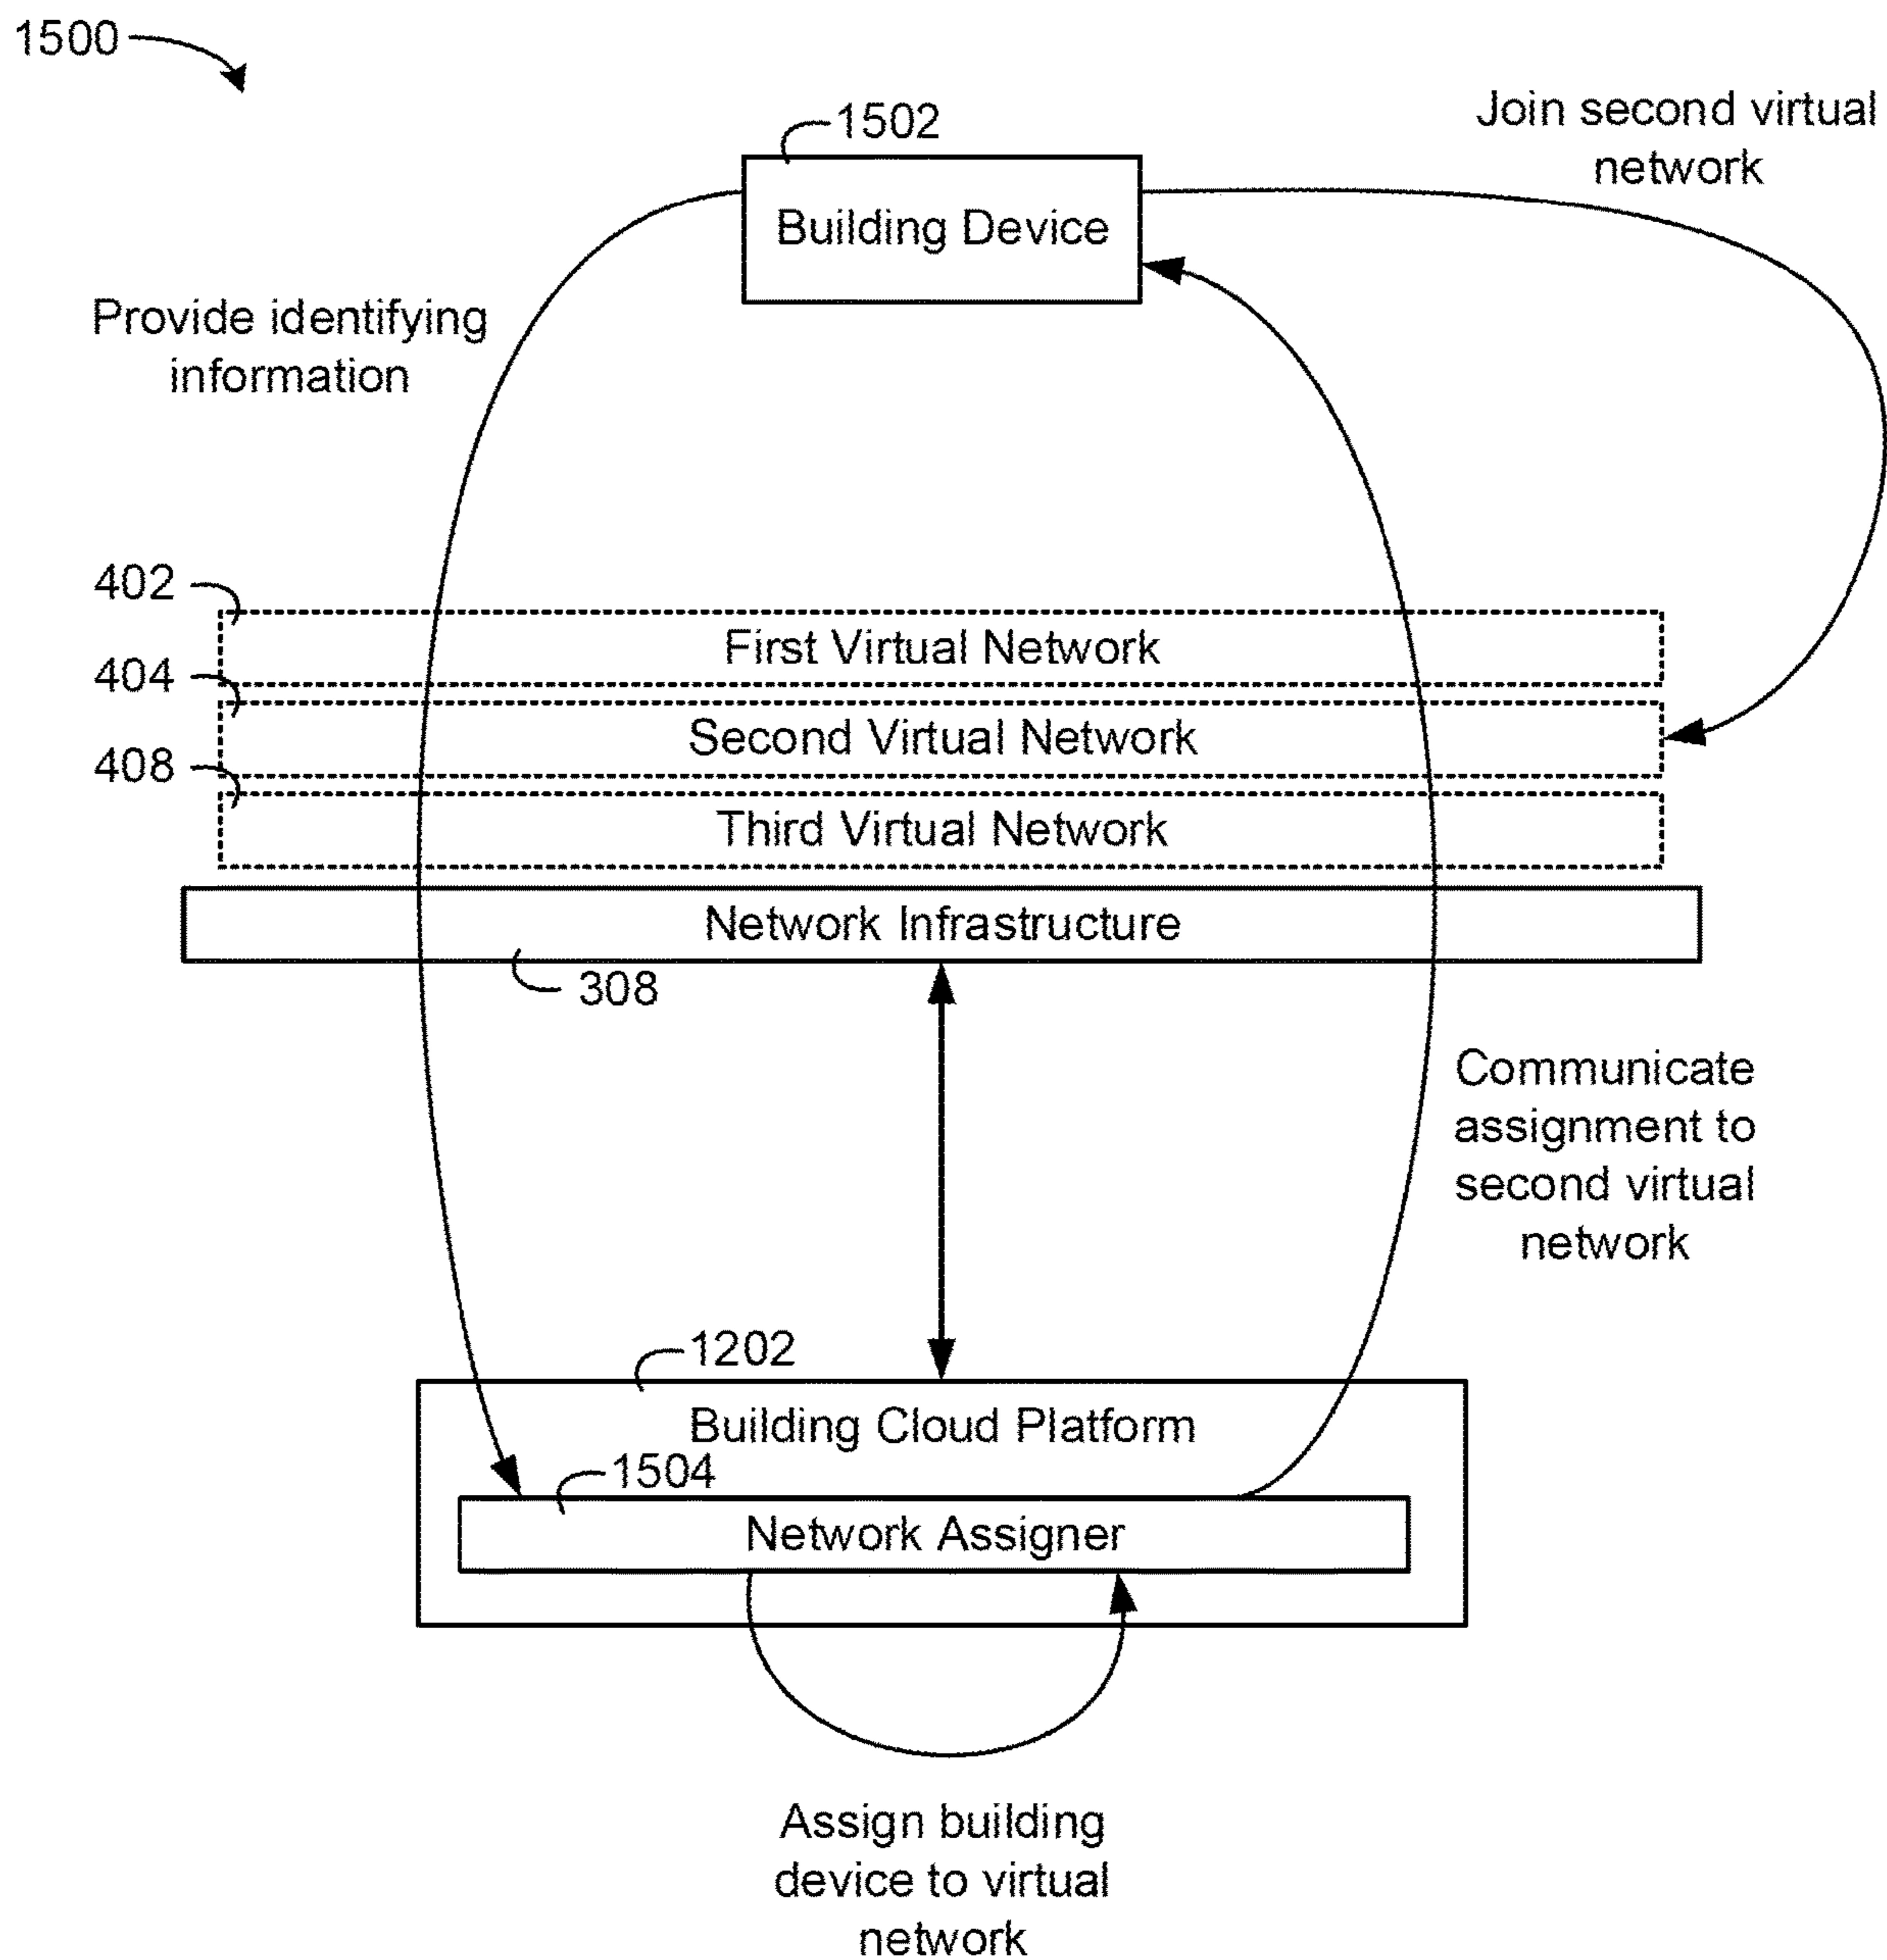 1500
1502
Building Device
Join second virtual
network
Provide identifying
information
402
First Virtual Network
404
Second Virtual Network
408
Third Virtual Network
Network Infrastructure
308
Communicate
assignment to
second virtual
network
1202
Building Cloud Platform
1504
Network Assigner
Assign building
device to virtual
network